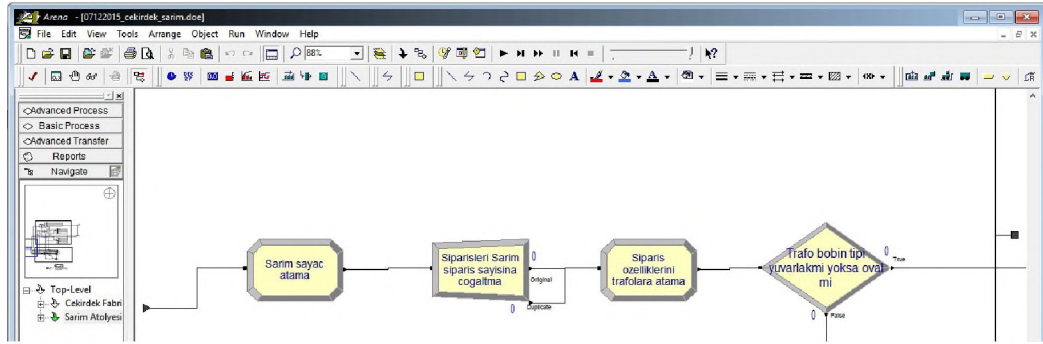 Arena - [07122015_cekirdek_sarim.doe]
File Edit View Tools Arrange Object Run Window Help
88%
Advanced Process
Basic Process
Advanced Transfer
Reports
Navigate
Top-Level
Cekirdek Fabri
Sarim Atolyesi
Sarim sayac
atama
Siparisleri Sarim
siparis sayisina
cogaltma
0
Original
0
Duplicate
Siparis
ozelliklerini
trafolara atama
Trafo bobin tipi
yuvarlakmi yoksa oval
mi
0
True
0
False